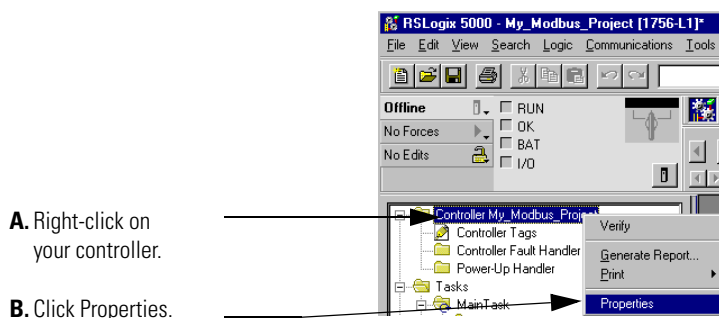 RSLogix 5000 - My_Modbus_Project [1756-L1]*
File Edit View Search Logic Communications Tools
Offline
RUN
No Forces
OK
BAT
No Edits
I/O
A. Right-click on
your controller.
Controller My_Modbus_Project
Controller Tags
Controller Fault Handler
Power-Up Handler
Tasks
MainTask
Verify
Generate Report...
Print
Properties
B. Click Properties.